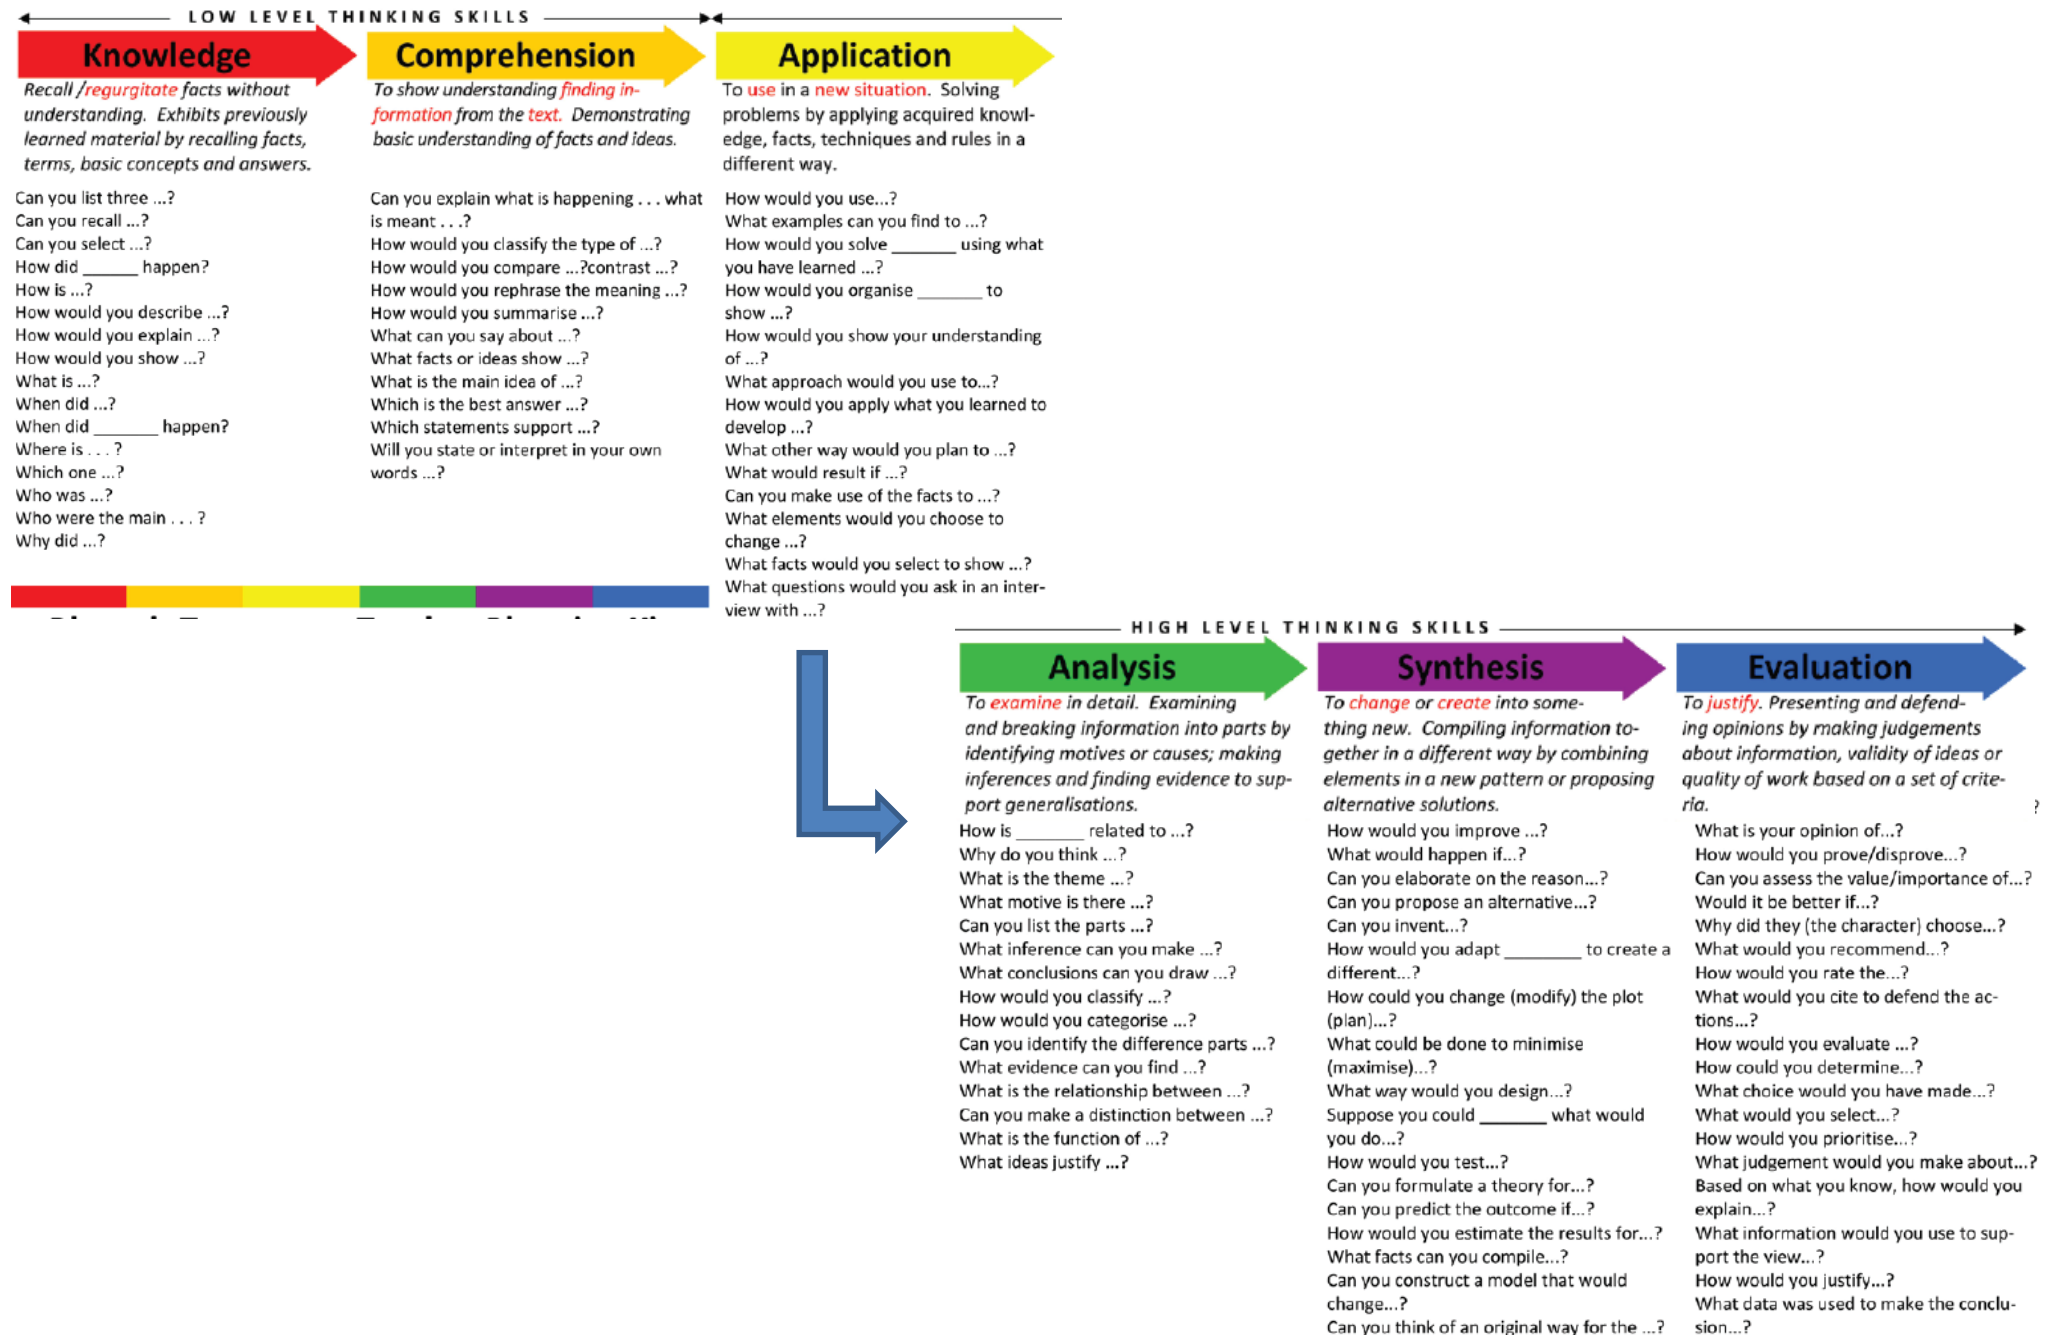 LOW LEVEL THINKING SKILLS
Knowledge
Recall /regurgitate facts without
understanding. Exhibits previously
learned material by recalling facts,
terms, basic concepts and answers.
Can you list three ...?
Can you recall ...?
Can you select ...?
How did ______ happen?
How is ...?
How would you describe ...?
How would you explain ...?
How would you show ...?
What is ...?
When did ...?
When did _______ happen?
Where is . . . ?
Which one ...?
Who was ...?
Who were the main . . . ?
Why did ...?
Comprehension
To show understanding finding in-
formation from the text. Demonstrating
basic understanding of facts and ideas.
Can you explain what is happening . . . what
is meant . . .?
How would you classify the type of ...?
How would you compare ...?contrast ...?
How would you rephrase the meaning ...?
How would you summarise ...?
What can you say about ...?
What facts or ideas show ...?
What is the main idea of ...?
Which is the best answer ...?
Which statements support ...?
Will you state or interpret in your own
words ...?
Application
To use in a new situation. Solving
problems by applying acquired knowl-
edge, facts, techniques and rules in a
different way.
How would you use...?
What examples can you find to ...?
How would you solve _______ using what
you have learned ...?
How would you organise _______ to
show ...?
How would you show your understanding
of ...?
What approach would you use to...?
How would you apply what you learned to
develop ...?
What other way would you plan to ...?
What would result if ...?
Can you make use of the facts to ...?
What elements would you choose to
change ...?
What facts would you select to show ...?
What questions would you ask in an inter-
view with ...?
HIGH LEVEL THINKING SKILLS
Analysis
To examine in detail. Examining
and breaking information into parts by
identifying motives or causes; making
inferences and finding evidence to sup-
port generalisations.
How is _______ related to ...?
Why do you think ...?
What is the theme ...?
What motive is there ...?
Can you list the parts ...?
What inference can you make ...?
What conclusions can you draw ...?
How would you classify ...?
How would you categorise ...?
Can you identify the difference parts ...?
What evidence can you find ...?
What is the relationship between ...?
Can you make a distinction between ...?
What is the function of ...?
What ideas justify ...?
Synthesis
To change or create into some-
thing new. Compiling information to-
gether in a different way by combining
elements in a new pattern or proposing
alternative solutions.
How would you improve ...?
What would happen if...?
Can you elaborate on the reason...?
Can you propose an alternative...?
Can you invent...?
How would you adapt ________ to create a
different...?
How could you change (modify) the plot
(plan)...?
What could be done to minimise
(maximise)...?
What way would you design...?
Suppose you could _______ what would
you do...?
How would you test...?
Can you formulate a theory for...?
Can you predict the outcome if...?
How would you estimate the results for...?
What facts can you compile...?
Can you construct a model that would
change...?
Can you think of an original way for the ...?
Evaluation
To justify. Presenting and defend-
ing opinions by making judgements
about information, validity of ideas or
quality of work based on a set of crite-
ria.
?
What is your opinion of...?
How would you prove/disprove...?
Can you assess the value/importance of...?
Would it be better if...?
Why did they (the character) choose...?
What would you recommend...?
How would you rate the...?
What would you cite to defend the ac-
tions...?
How would you evaluate ...?
How could you determine...?
What choice would you have made...?
What would you select...?
How would you prioritise...?
What judgement would you make about...?
Based on what you know, how would you
explain...?
What information would you use to sup-
port the view...?
How would you justify...?
What data was used to make the conclu-
sion...?